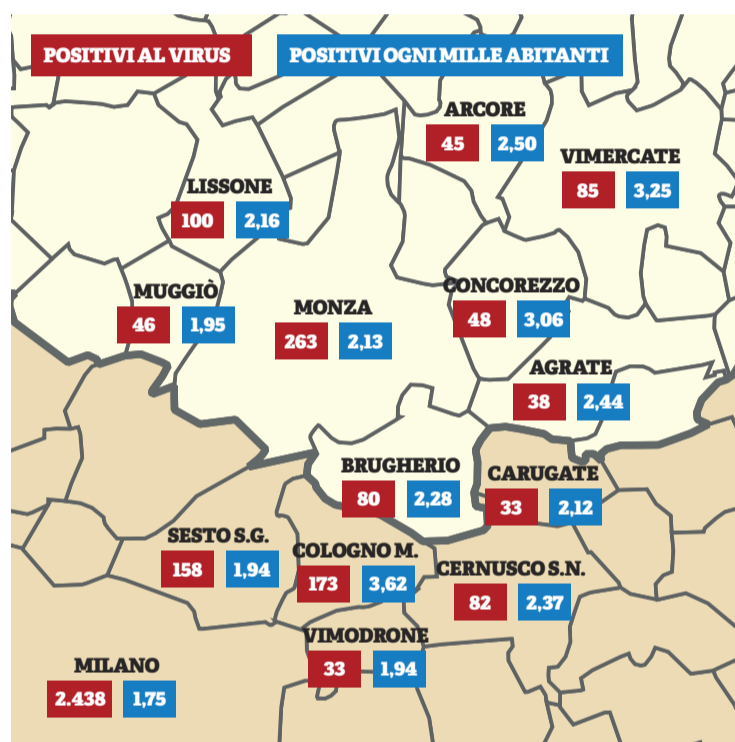 POSITIVI AL VIRUS POSITIVI OGNI MILLE ABITANTI
ARCORE
45 2,50
VIMERCATE
85 3,25
LISSONE
100 2,16
MUGGIÒ
46 1,95
MONZA
263 2,13
CONCOREZZO
48 3,06
AGRATE
38 2,44
BRUGHERIO
80 2,28
CARUGATE
33 2,12
SESTO S.G.
158 1,94
COLOGNO M.
173 3,62
CERNUSCO S.N.
82 2,37
VIMODRONE
33 1,94
MILANO
2.438 1,75